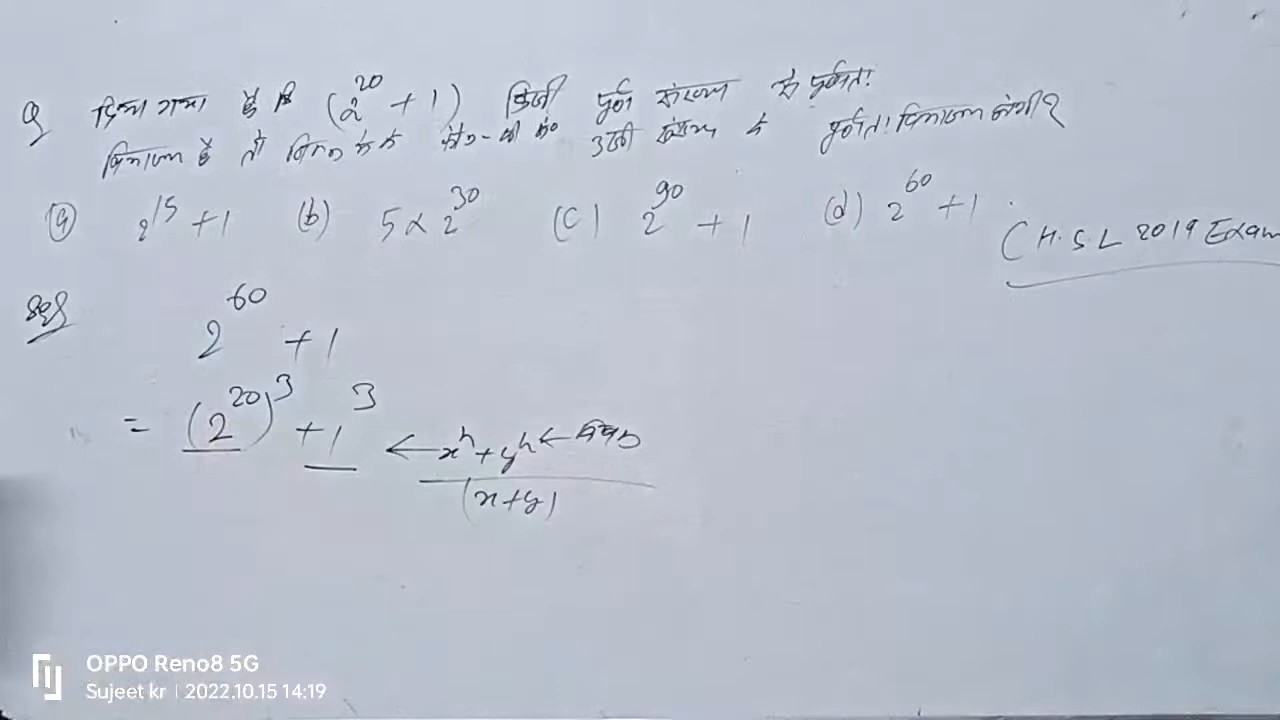 Q दिया गया है कि (2^20 + 1) किसी पूर्ण संख्या से पूर्णतः
विभाज्य है तो निम्न में से कौन-सी सं० उसी संख्या से पूर्णतः विभाज्य होगी?
(a) 2^15 + 1 (b) 5 × 2^30 (c) 2^90 + 1 (d) 2^60 + 1
(H.S.L 2019 Exam
2^60 + 1
= (2^20)^3 + 1^3 ← x^n + y^n ← विषम
(x+y)
OPPO Reno8 5G
Sujeet kr | 2022.10.15 14:19